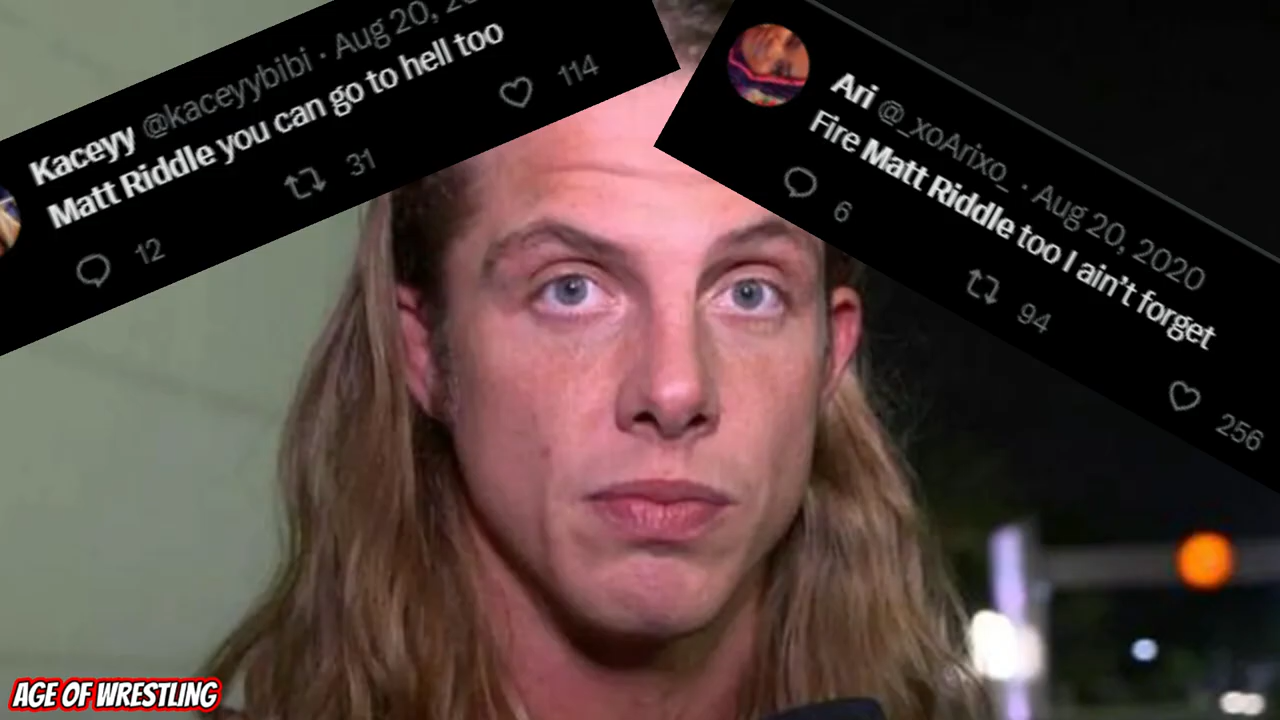 Kaceyy @kaceyybibi · Aug 20, 20
Matt Riddle you can go to hell too
12 31 114
Ari @_xoArixo_ · Aug 20, 2020
Fire Matt Riddle too I ain't forget
6 94 256
AGE OF WRESTLING